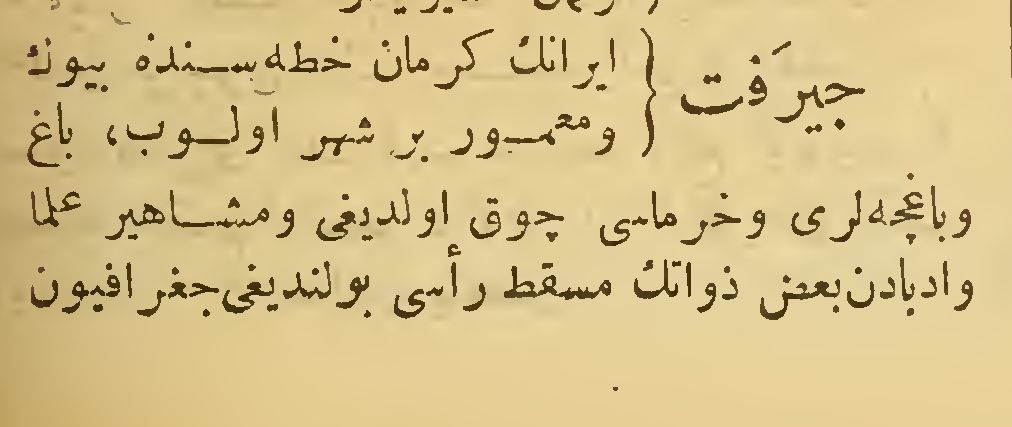 جیرَفت { ایرانك كرمان خطه‌سنده بیوك
ومعمور بر شهر اولوب، باغ
وباغچه‌لری وخرماسی چوق اولدیغی ومشاهیر علما
وادبادن بعض ذواتك مسقط رأسی بولندیغی جغرافیون